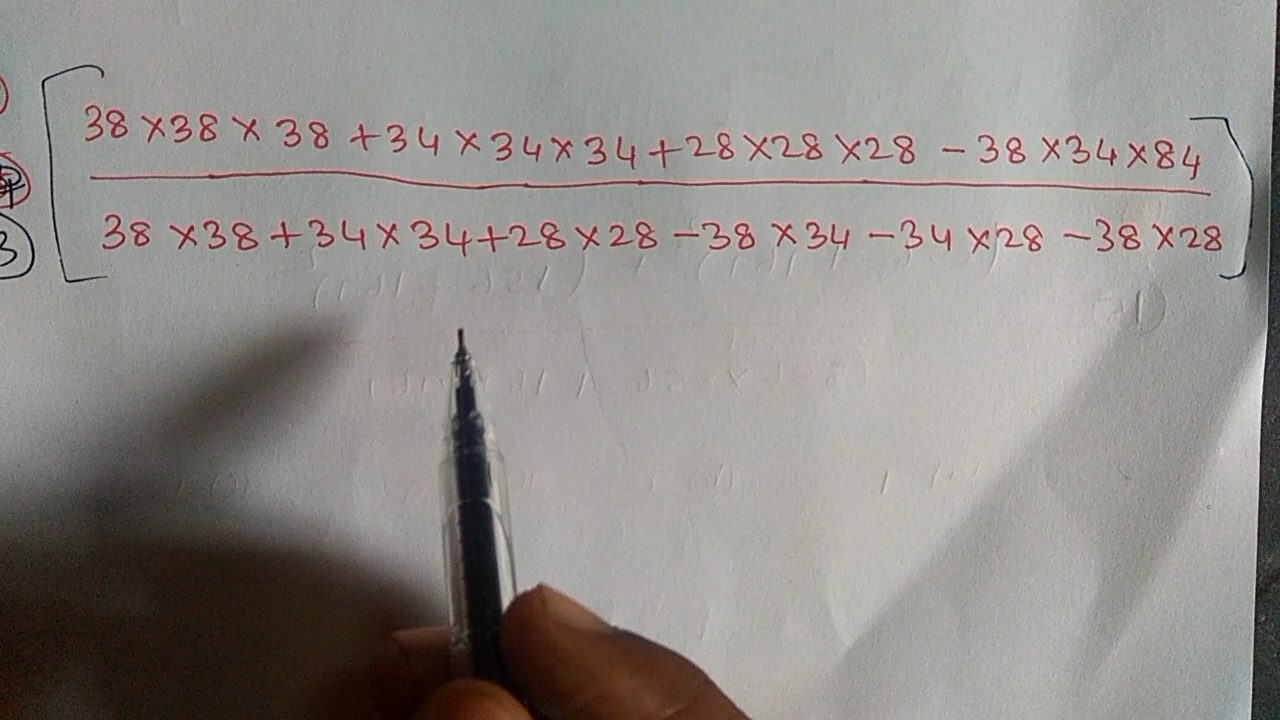 38 ×38 × 38 +34 × 34 × 34 + 28 ×28 ×28 - 38 ×34 ×84
38 ×38 + 34 × 34 + 28 × 28 - 38 × 34 - 34 ×28 - 38 ×28
3